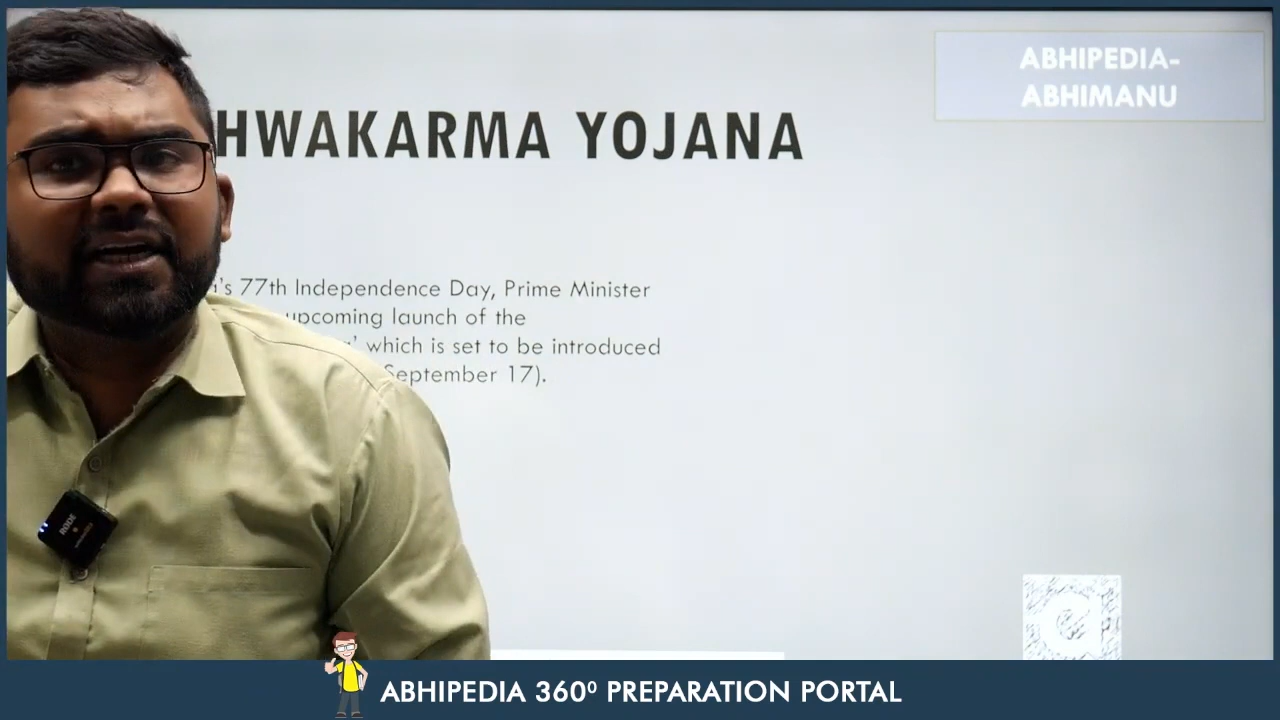 ABHIPEDIA-
ABHIMANU
HWAKARMA YOJANA
's 77th Independence Day, Prime Minister
upcoming launch of the
' which is set to be introduced
September 17).
RODE
ABHIPEDIA 360⁰ PREPARATION PORTAL